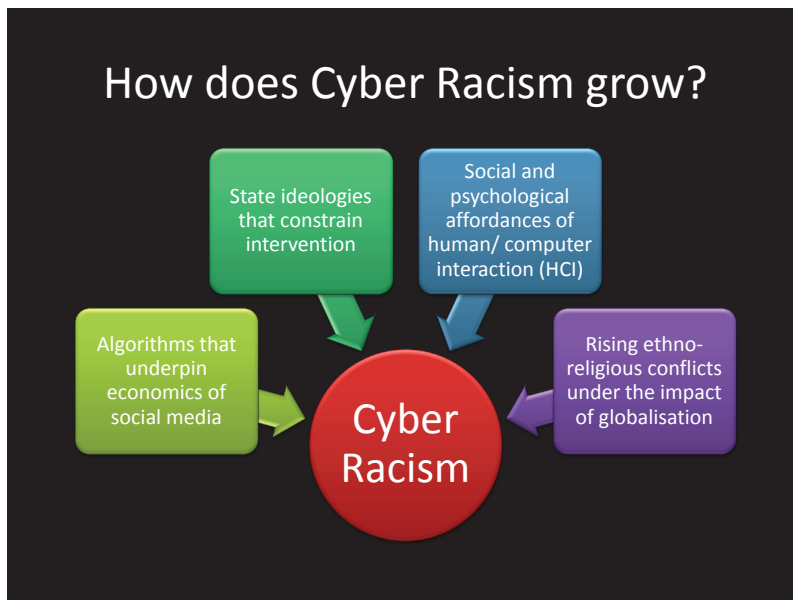 How does Cyber Racism grow?
State ideologies
that constrain
intervention
Social and
psychological
affordances of
human/ computer
interaction (HCI)
Algorithms that
underpin
economics of
social media
Rising ethno-
religious conflicts
under the impact
of globalisation
Cyber
Racism